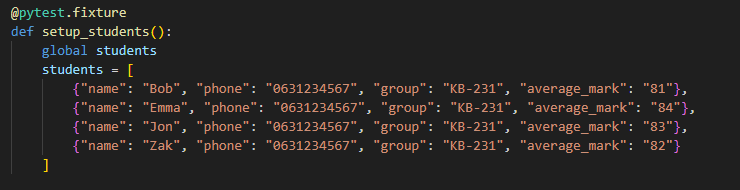 @pytest.fixture
def setup_students():
    global students
    students = [
        {"name": "Bob", "phone": "0631234567", "group": "KB-231", "average_mark": "81"},
        {"name": "Emma", "phone": "0631234567", "group": "KB-231", "average_mark": "84"},
        {"name": "Jon", "phone": "0631234567", "group": "KB-231", "average_mark": "83"},
        {"name": "Zak", "phone": "0631234567", "group": "KB-231", "average_mark": "82"}
    ]